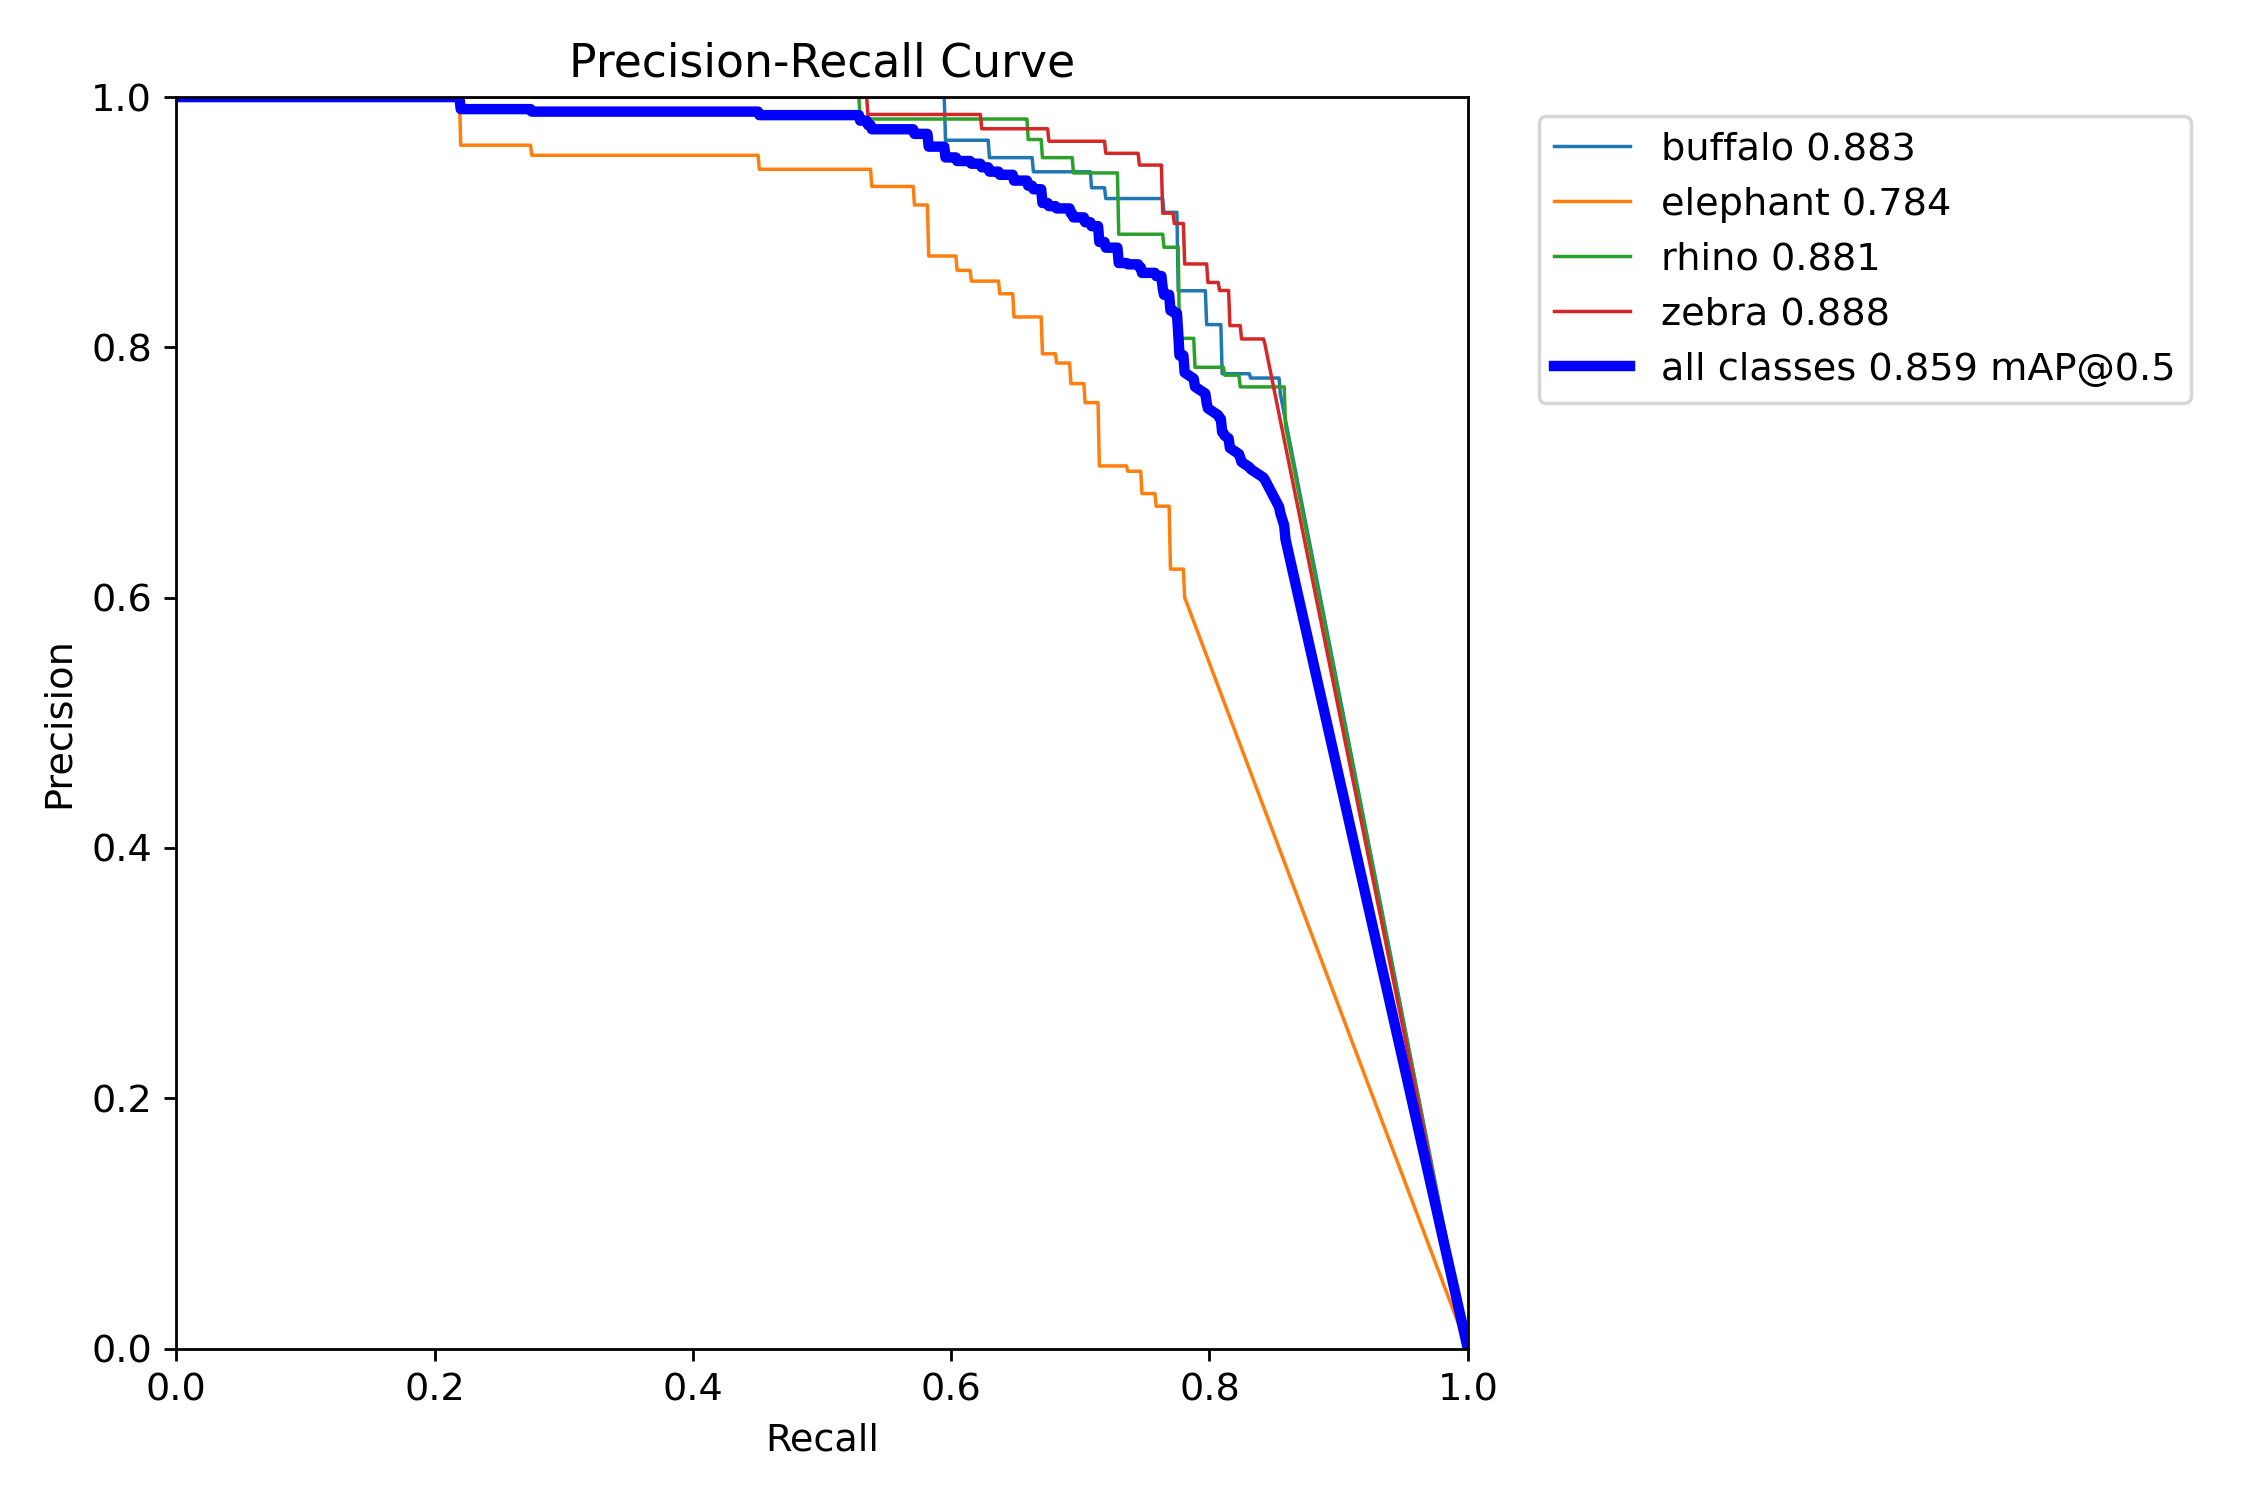 Precision-Recall Curve
1.0
0.8
0.6
0.4
0.2
0.0
Precision
0.0 0.2 0.4 0.6 0.8 1.0
Recall
buffalo 0.883
elephant 0.784
rhino 0.881
zebra 0.888
all classes 0.859 mAP@0.5